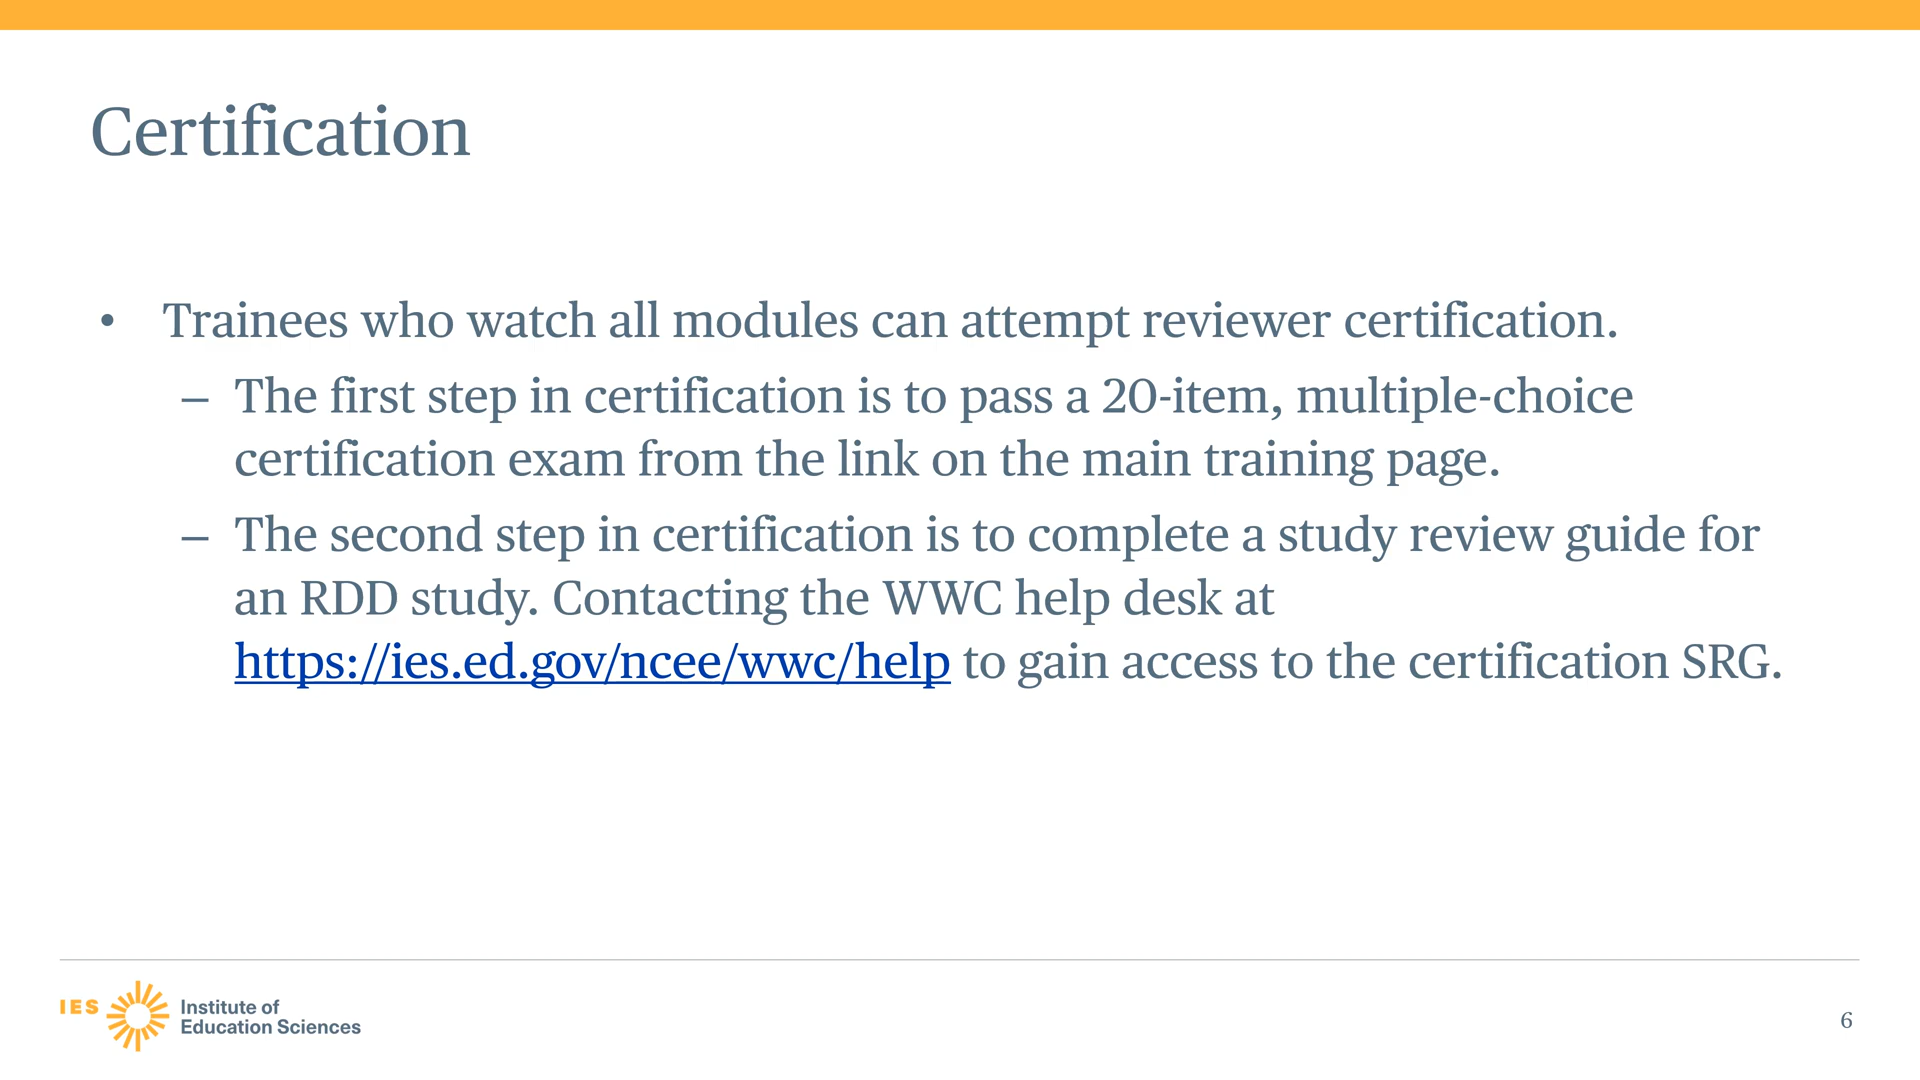 Certification
• Trainees who watch all modules can attempt reviewer certification.
– The first step in certification is to pass a 20-item, multiple-choice
certification exam from the link on the main training page.
– The second step in certification is to complete a study review guide for
an RDD study. Contacting the WWC help desk at
https://ies.ed.gov/ncee/wwc/help to gain access to the certification SRG.
IES
Institute of
Education Sciences
6